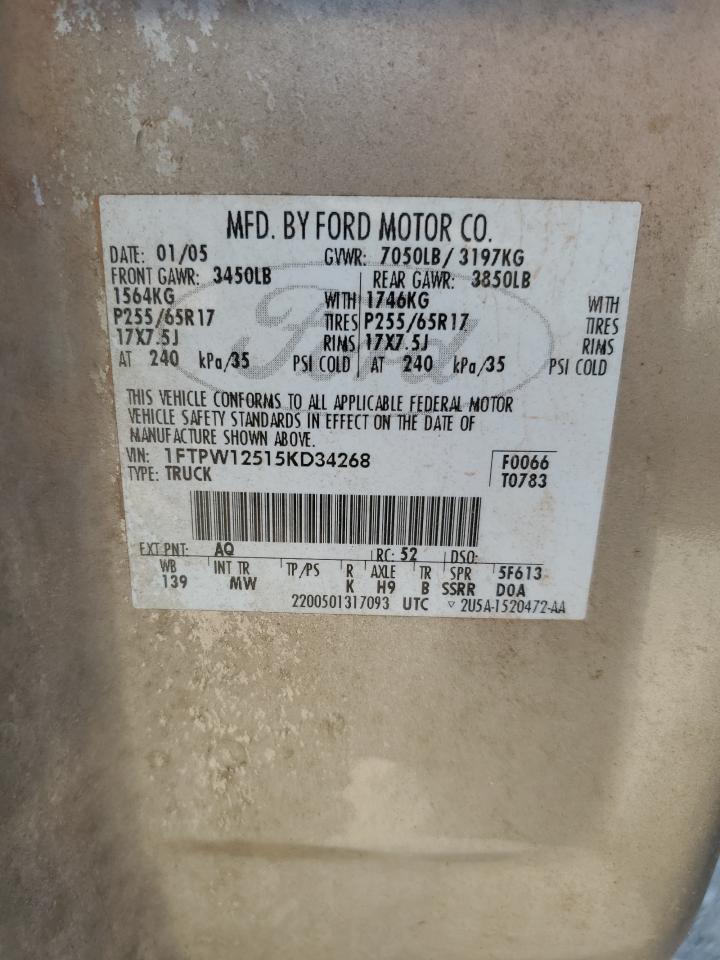 MFD. BY FORD MOTOR CO.
DATE: 01/05 GVWR: 7050LB / 3197KG
FRONT GAWR: 3450LB REAR GAWR: 3850LB
1564KG WITH 1746KG WITH
P255/65R17 TIRES P255/65R17 TIRES
17X7.5J RIMS 17X7.5J RIMS
AT 240 kPa/35 PSI COLD AT 240 kPa/35 PSI COLD
Ford
THIS VEHICLE CONFORMS TO ALL APPLICABLE FEDERAL MOTOR
VEHICLE SAFETY STANDARDS IN EFFECT ON THE DATE OF
MANUFACTURE SHOWN ABOVE.
VIN: 1FTPW12515KD34268 F0066
TYPE: TRUCK T0783
EXT PNT: AQ RC: 52 DSO:
WB INT TR TP/PS R AXLE TR SPR 5F613
139 MW K H9 B SSRR DOA
2200501317093 UTC ▽ 2U5A-1520472-AA